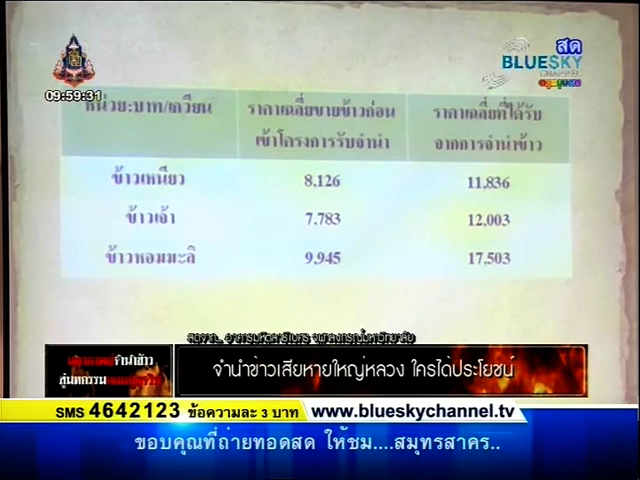 สด
BLUESKY
CHANNEL
09:59:31
หน่วย:บาท/เกวียน
ราคาเฉลี่ยขายข้าวก่อน
เข้าโครงการรับจำนำ
ราคาเฉลี่ยที่ได้รับ
จากการจำนำข้าว
ข้าวเหนียว 8,126 11,836
ข้าวเจ้า 7,783 12,003
ข้าวหอมมะลิ 9,945 17,503
จำนำข้าว
จำนำข้าวเสียหายใหญ่หลวง ใครได้ประโยชน์
SMS 4642123 ข้อความละ 3 บาท www.blueskychannel.tv
ขอบคุณที่ถ่ายทอดสด ให้ชม....สมุทรสาคร..